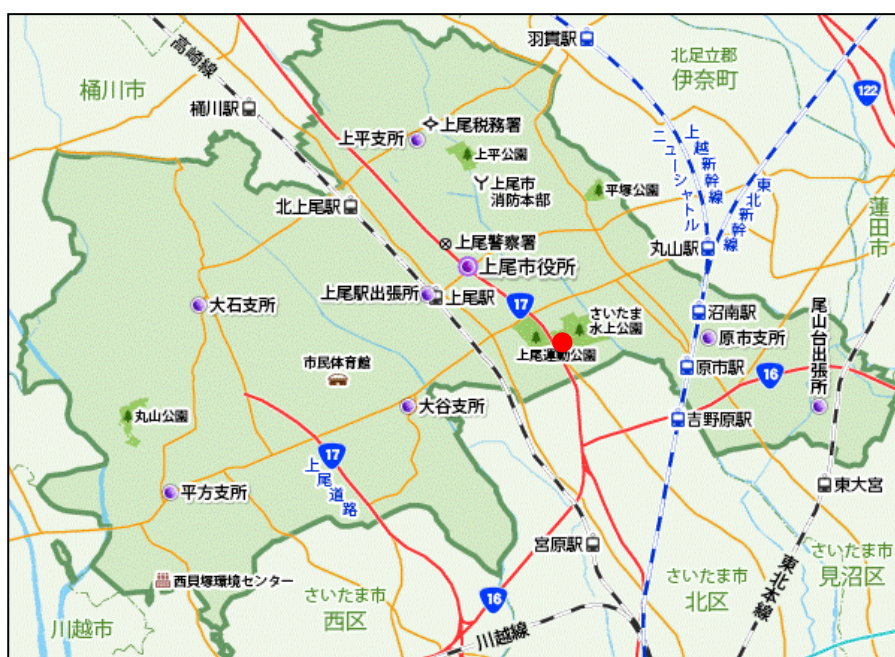 羽貫駅
高崎線
北足立郡
伊奈町
122
桶川市
桶川駅
上尾税務署
上平支所
上平公園
上越新幹線
ニューシャトル
東北新幹線
上尾市
消防本部
平塚公園
蓮田市
北上尾駅
上尾警察署
丸山駅
上尾市役所
上尾駅出張所
上尾駅
大石支所
17
さいたま
水上公園
沼南駅
尾山台出張所
原市支所
上尾運動公園
市民体育館
原市駅
16
丸山公園
大谷支所
吉野原駅
17
上尾道路
東大宮
平方支所
宮原駅
西貝塚環境センター
さいたま市
西区
16
さいたま市
北区
東北本線
さいたま市
見沼区
川越市
川越線